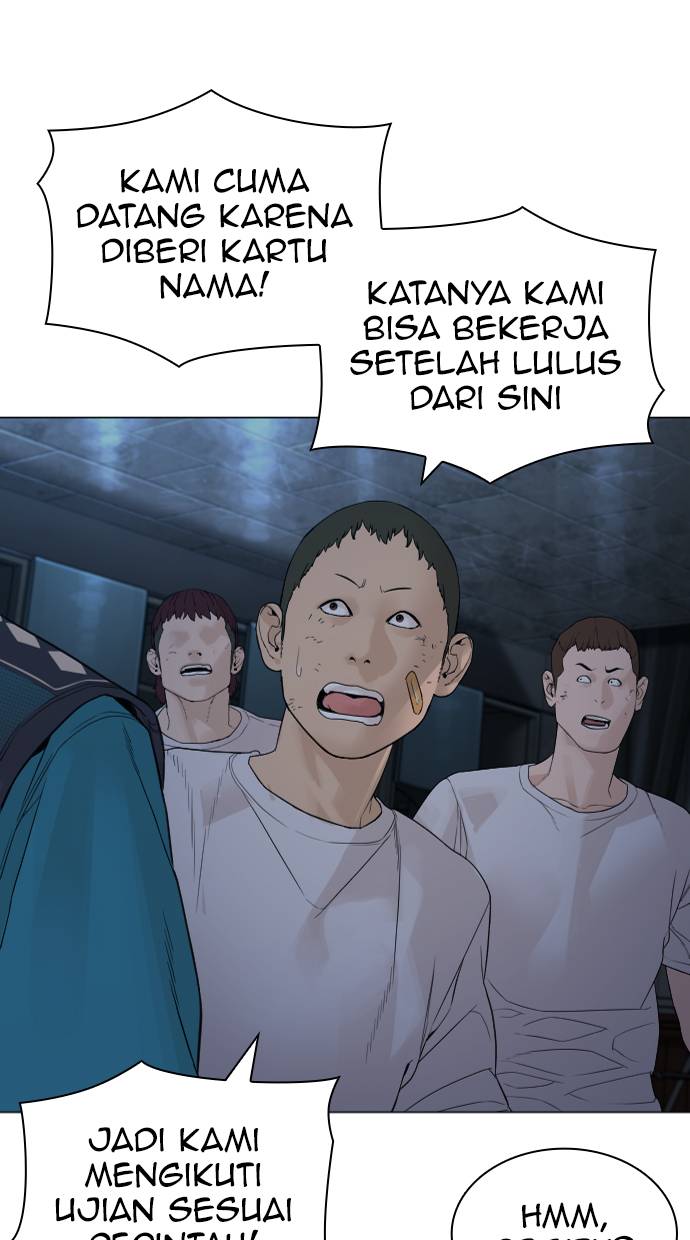 KAMI CUMA
DATANG KARENA
DIBERI KARTU
NAMA!
KATANYA KAMI
BISA BEKERJA
SETELAH LULUS
DARI SINI
JADI KAMI
MENGIKUTI
UJIAN SESUAI
HMM,